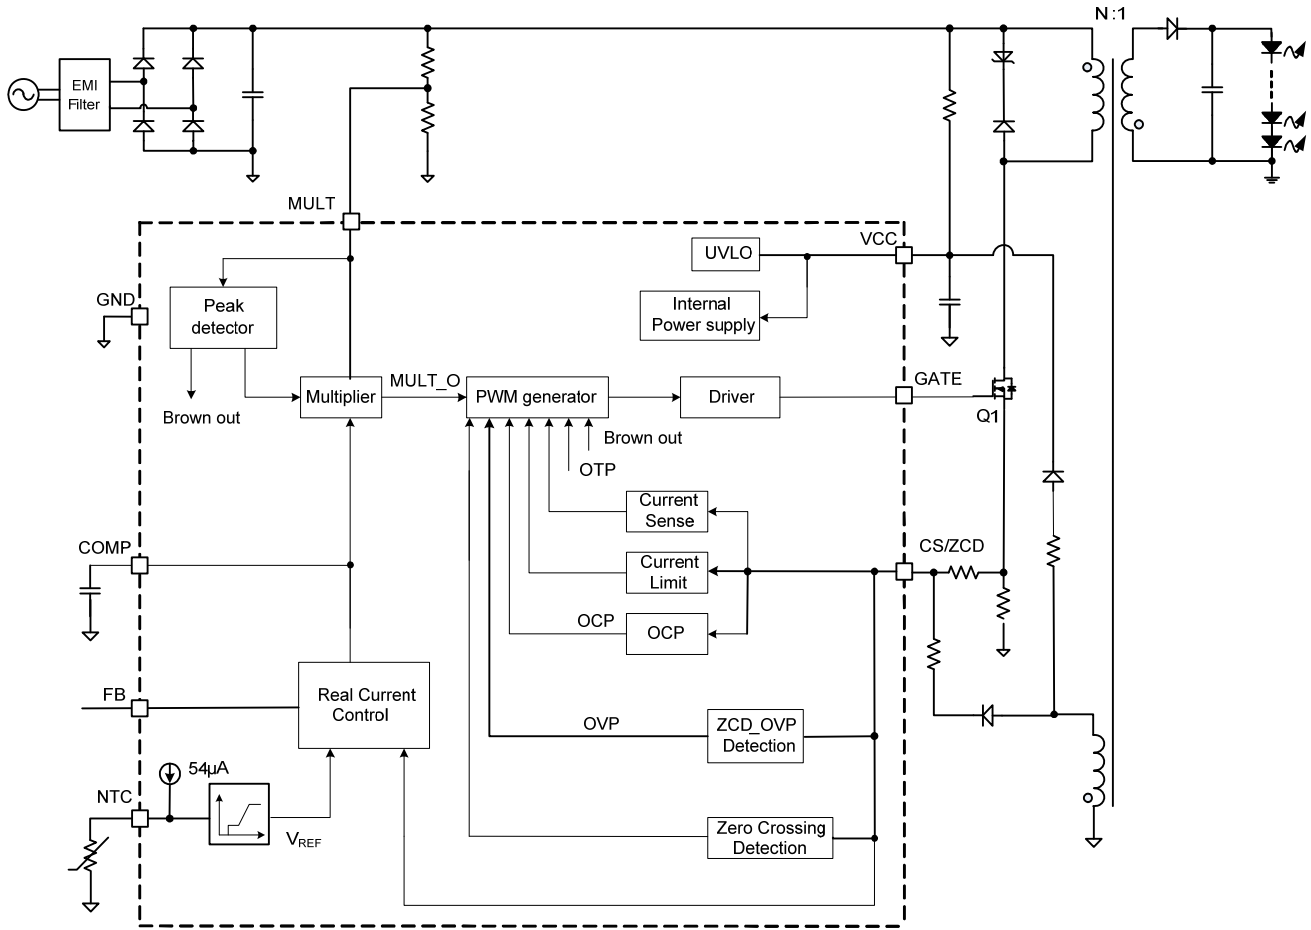 N:1
EMI
Filter
MULT
VCC
UVLO
GND
Peak
detector
Internal
Power supply
MULT_O
GATE
Multiplier
PWM generator
Driver
Brown out
Q1
Brown out
OTP
Current
Sense
COMP
CS/ZCD
Current
Limit
OCP
OCP
FB
Real Current
Control
OVP
ZCD_OVP
Detection
54µA
NTC
VREF
Zero Crossing
Detection